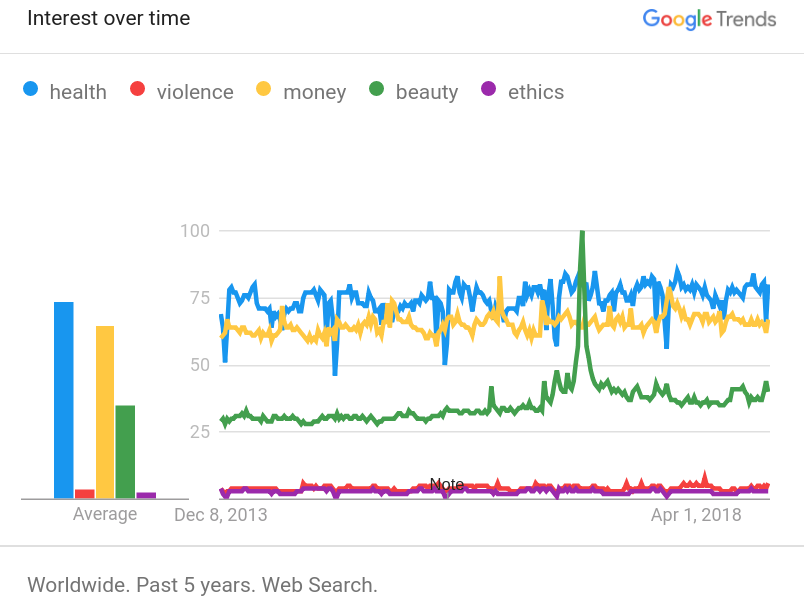 Interest over time
Google Trends
health violence money beauty ethics
100
75
50
25
Note
Average
Dec 8, 2013
Apr 1, 2018
Worldwide. Past 5 years. Web Search.